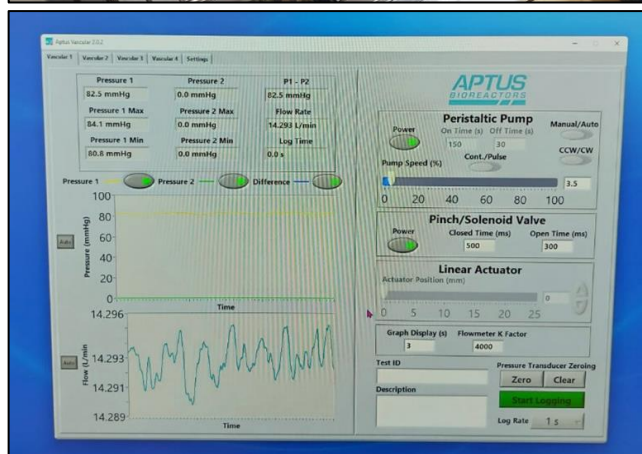 Aptus Vascular 2.0.2
Vascular 1 Vascular 2 Vascular 3 Vascular 4 Settings
Pressure 1 Pressure 2 P1 - P2
82.5 mmHg 0.0 mmHg 82.5 mmHg
Pressure 1 Max Pressure 2 Max Flow Rate
84.1 mmHg 0.0 mmHg 14.293 L/min
Pressure 1 Min Pressure 2 Min Log Time
80.8 mmHg 0.0 mmHg 0.0 s
Pressure 1 Pressure 2 Difference
100
80
60
40
20
0
Pressure (mmHg)
Auto
Time
14.296
14.293
14.291
14.289
Flow (L/min
Auto
Time
APTUS
BIOREACTORS
Peristaltic Pump
Power On Time (s) Off Time (s) Manual/Auto
150 30
Cont./Pulse CCW/CW
Pump Speed (%)
3.5
0 20 40 60 80 100
Pinch/Solenoid Valve
Power Closed Time (ms) Open Time (ms)
500 300
Linear Actuator
Actuator Position (mm)
0
0 5 10 15 20 25
Graph Display (s) Flowmeter K Factor
3 4000
Test ID Pressure Transducer Zeroing
Zero Clear
Description
Start Logging
Log Rate 1 s